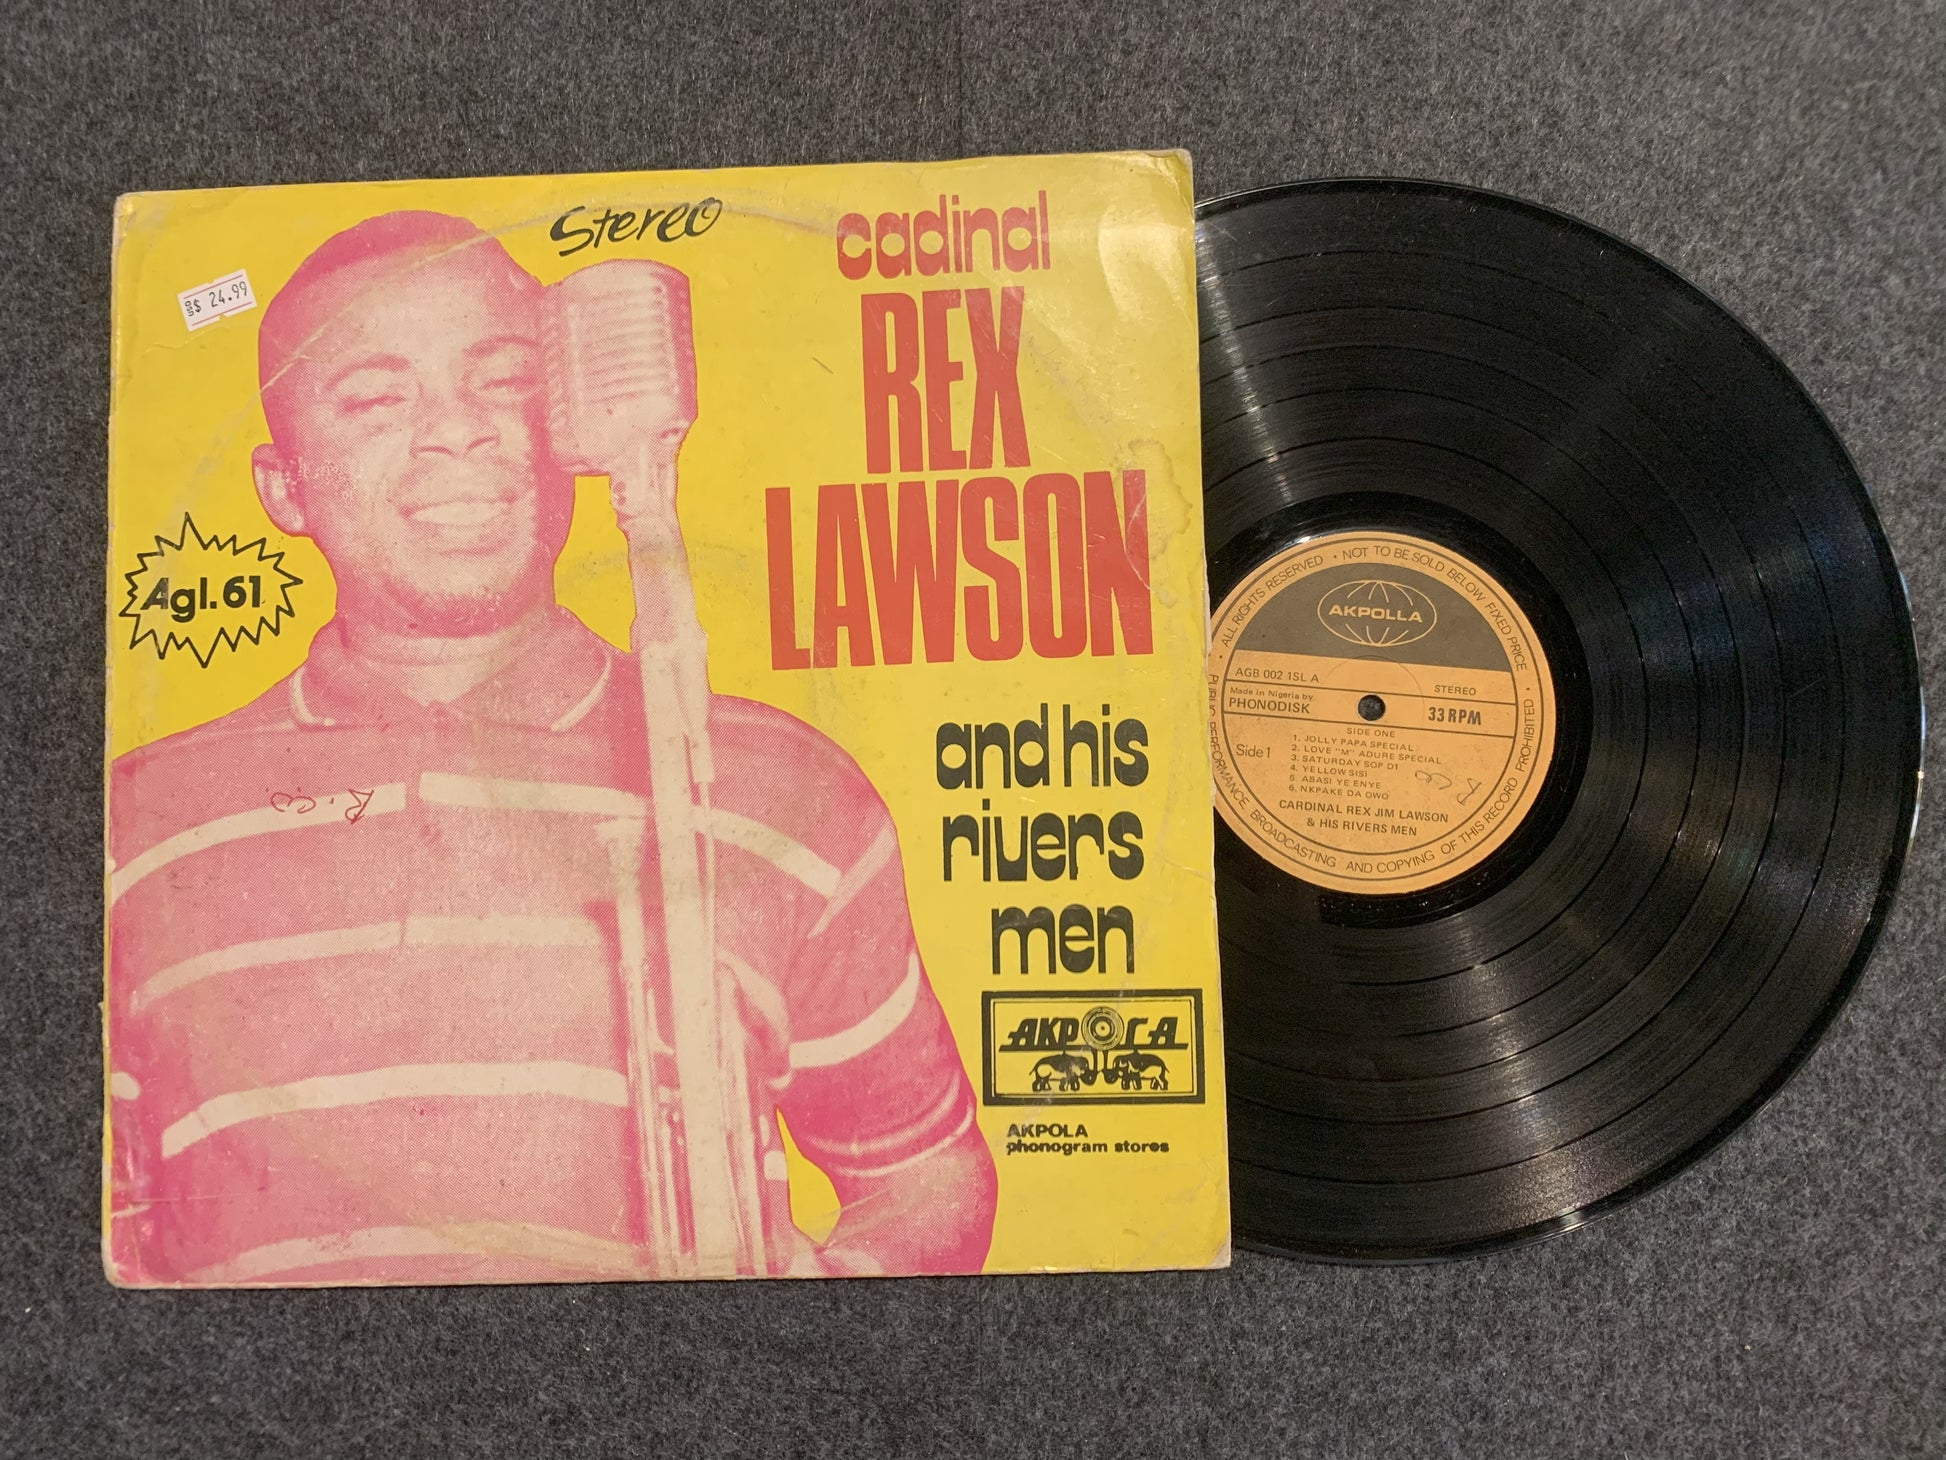 Stereo
cadinal
REX
LAWSON
and his
rivers
men
$ 24.99
Agl.61
R.C.W
AKPOLA
AKPOLA
phonogram stores
• ALL RIGHTS RESERVED • NOT TO BE SOLD BELOW FIXED PRICE •
PUBLIC PERFORMANCE BROADCASTING AND COPYING OF THIS RECORD PROHIBITED
AKPOLLA
AGB 002 1SL A
STEREO
Made in Nigeria by
PHONODISK
33 RPM
SIDE ONE
Side 1
1. JOLLY PAPA SPECIAL
2. LOVE "M" ADURE SPECIAL
3. SATURDAY SOP D1
4. YELLOW SISI
5. ABASI YE ENYE
6. NKPAKE DA OWO
CARDINAL REX JIM LAWSON
& HIS RIVERS MEN